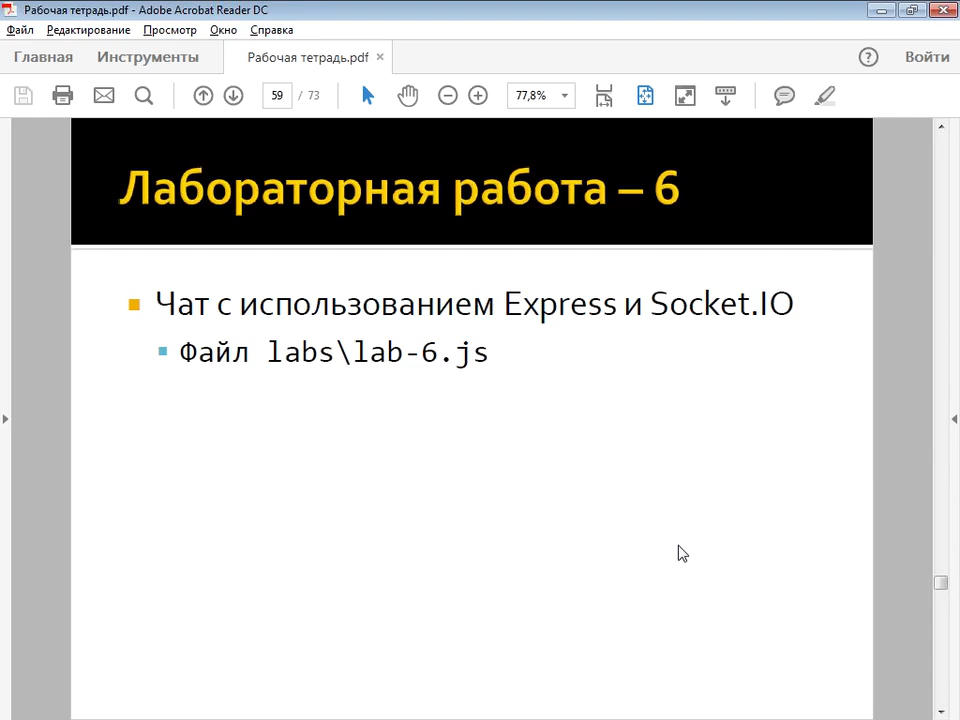 Рабочая тетрадь.pdf - Adobe Acrobat Reader DC
Файл Редактирование Просмотр Окно Справка
Главная Инструменты Рабочая тетрадь.pdf × Войти
59 / 73 77,8%
Лабораторная работа – 6
Чат с использованием Express и Socket.IO
Файл labs\lab-6.js